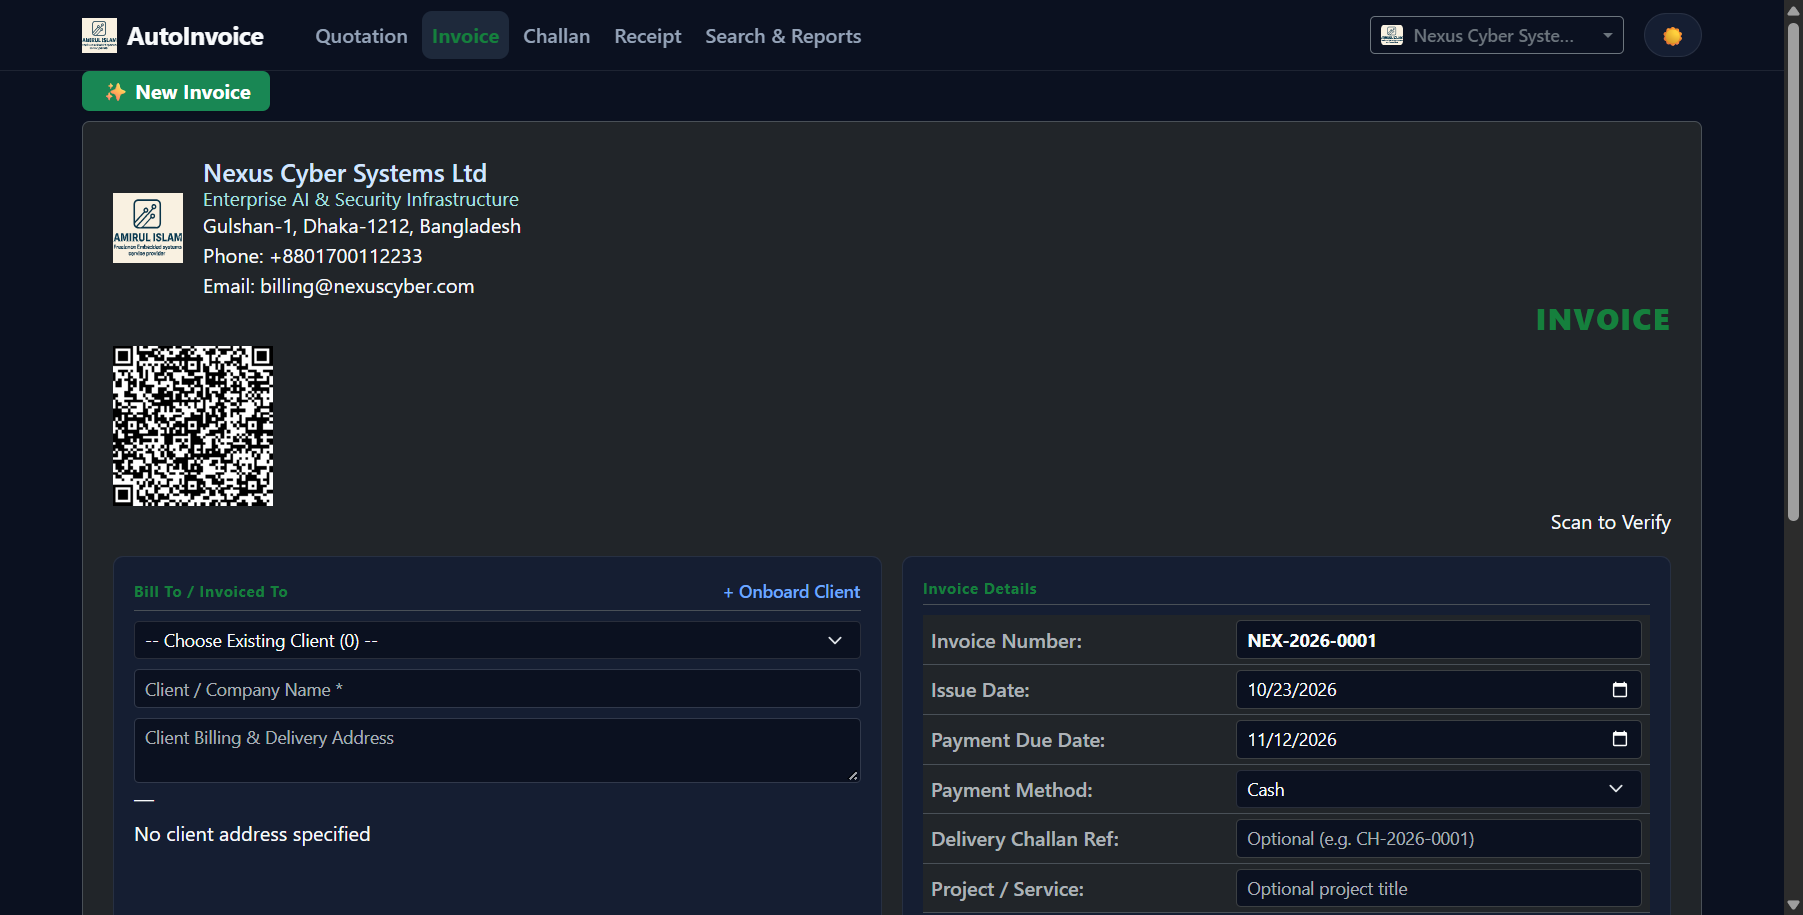 AutoInvoice
Quotation
Invoice
Challan
Receipt
Search & Reports
Nexus Cyber Syste...
✨ New Invoice
AMIRUL ISLAM
Nexus Cyber Systems Ltd
Enterprise AI & Security Infrastructure
Gulshan-1, Dhaka-1212, Bangladesh
Phone: +8801700112233
Email: billing@nexuscyber.com
INVOICE
Scan to Verify
Bill To / Invoiced To
+ Onboard Client
-- Choose Existing Client (0) --
Client / Company Name *
Client Billing & Delivery Address
—
No client address specified
Invoice Details
Invoice Number: NEX-2026-0001
Issue Date: 10/23/2026
Payment Due Date: 11/12/2026
Payment Method: Cash
Delivery Challan Ref: Optional (e.g. CH-2026-0001)
Project / Service: Optional project title